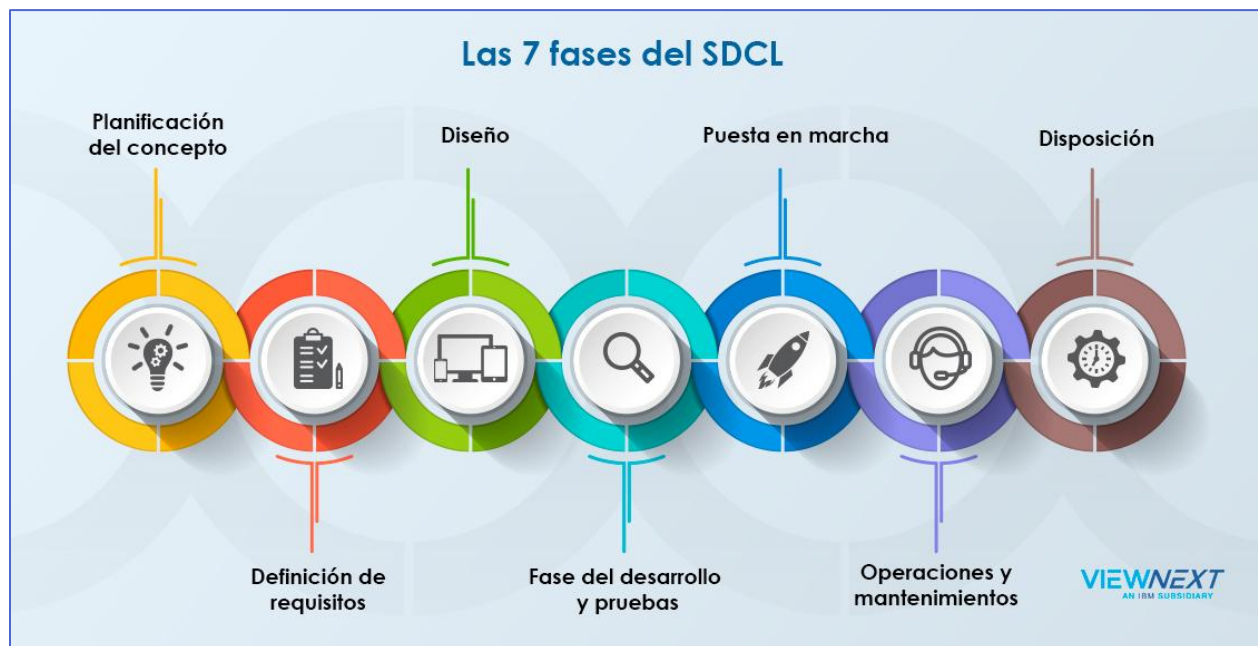 Las 7 fases del SDCL
Planificación
del concepto
Diseño
Puesta en marcha
Disposición
Definición de
requisitos
Fase del desarrollo
y pruebas
Operaciones y
mantenimientos
VIEWNEXT
AN IBM SUBSIDIARY